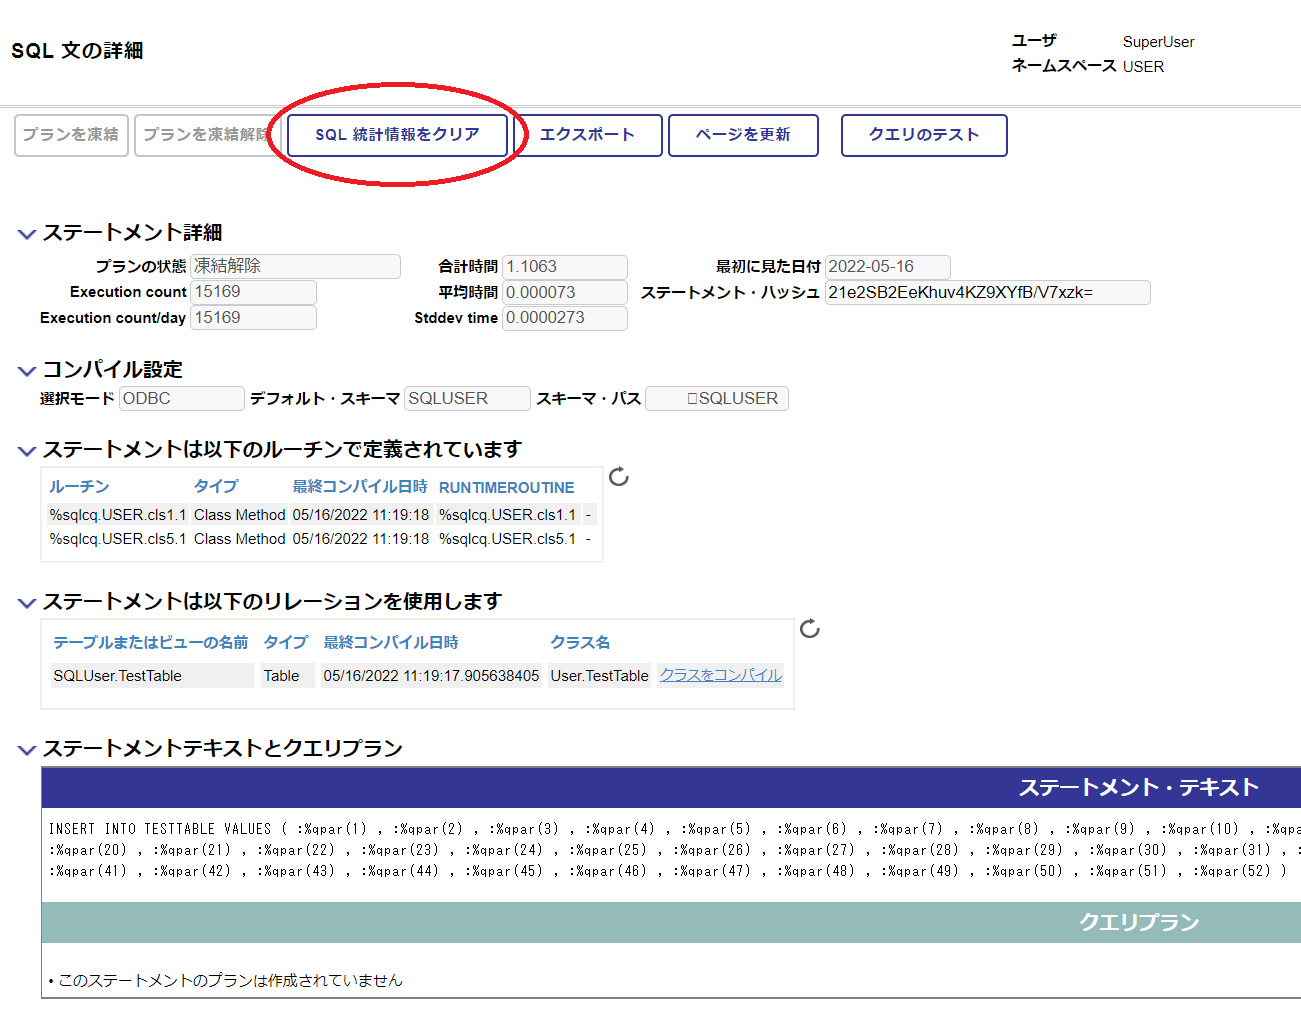 SQL 文の詳細
ユーザ SuperUser
ネームスペース USER
プランを凍結 プランを凍結解除 SQL 統計情報をクリア エクスポート ページを更新 クエリのテスト
ステートメント詳細
プランの状態 凍結解除 合計時間 1.1063 最初に見た日付 2022-05-16
Execution count 15169 平均時間 0.000073 ステートメント・ハッシュ 21e2SB2EeKhuv4KZ9XYfB/V7xzk=
Execution count/day 15169 Stddev time 0.0000273
コンパイル設定
選択モード ODBC デフォルト・スキーマ SQLUSER スキーマ・パス □SQLUSER
ステートメントは以下のルーチンで定義されています
ルーチン タイプ 最終コンパイル日時 RUNTIMEROUTINE
%sqlcq.USER.cls1.1 Class Method 05/16/2022 11:19:18 %sqlcq.USER.cls1.1 -
%sqlcq.USER.cls5.1 Class Method 05/16/2022 11:19:18 %sqlcq.USER.cls5.1 -
ステートメントは以下のリレーションを使用します
テーブルまたはビューの名前 タイプ 最終コンパイル日時 クラス名
SQLUser.TestTable Table 05/16/2022 11:19:17.905638405 User.TestTable クラスをコンパイル
ステートメントテキストとクエリプラン
ステートメント・テキスト
INSERT INTO TESTTABLE VALUES ( :%qpar(1) , :%qpar(2) , :%qpar(3) , :%qpar(4) , :%qpar(5) , :%qpar(6) , :%qpar(7) , :%qpar(8) , :%qpar(9) , :%qpar(10) , :%qpa
:%qpar(20) , :%qpar(21) , :%qpar(22) , :%qpar(23) , :%qpar(24) , :%qpar(25) , :%qpar(26) , :%qpar(27) , :%qpar(28) , :%qpar(29) , :%qpar(30) , :%qpar(31) , :
:%qpar(41) , :%qpar(42) , :%qpar(43) , :%qpar(44) , :%qpar(45) , :%qpar(46) , :%qpar(47) , :%qpar(48) , :%qpar(49) , :%qpar(50) , :%qpar(51) , :%qpar(52) )
クエリプラン
• このステートメントのプランは作成されていません